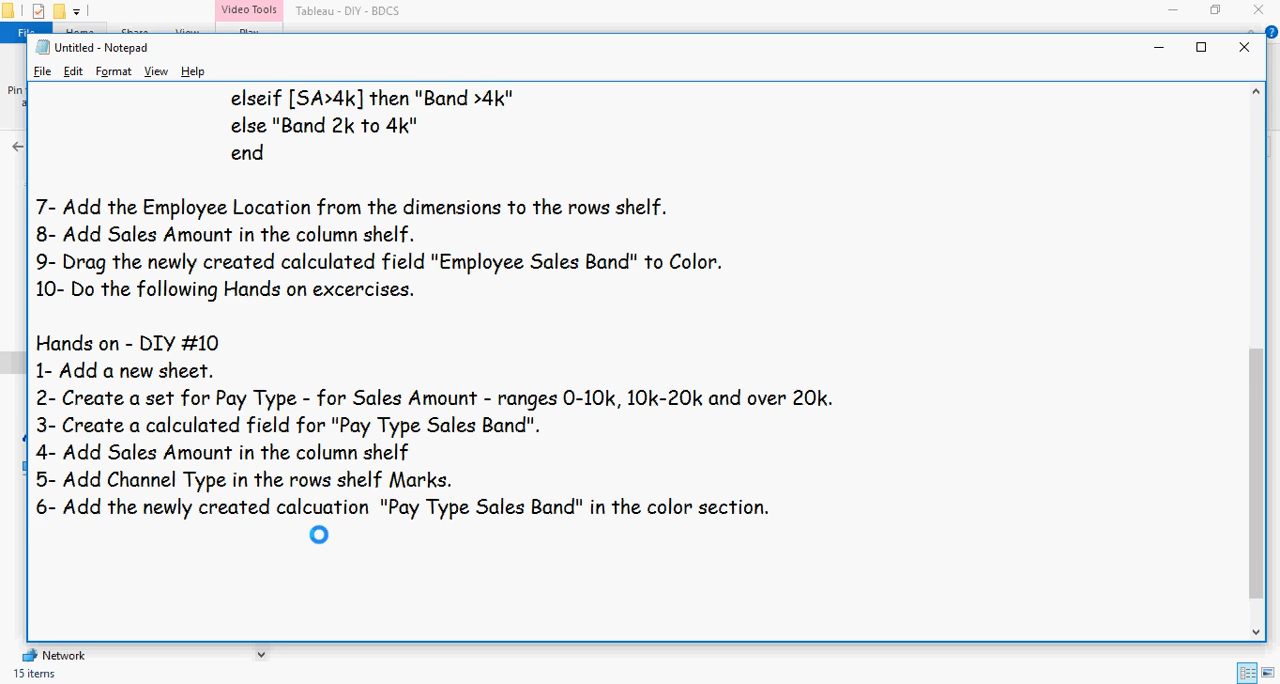 Video Tools
Tableau - DIY - BDCS
File
Home
Share
View
Play
Untitled - Notepad
File Edit Format View Help
elseif [SA>4k] then "Band >4k"
else "Band 2k to 4k"
end
7- Add the Employee Location from the dimensions to the rows shelf.
8- Add Sales Amount in the column shelf.
9- Drag the newly created calculated field "Employee Sales Band" to Color.
10- Do the following Hands on excercises.
Hands on - DIY #10
1- Add a new sheet.
2- Create a set for Pay Type - for Sales Amount - ranges 0-10k, 10k-20k and over 20k.
3- Create a calculated field for "Pay Type Sales Band".
4- Add Sales Amount in the column shelf
5- Add Channel Type in the rows shelf Marks.
6- Add the newly created calcuation  "Pay Type Sales Band" in the color section.
Network
15 items